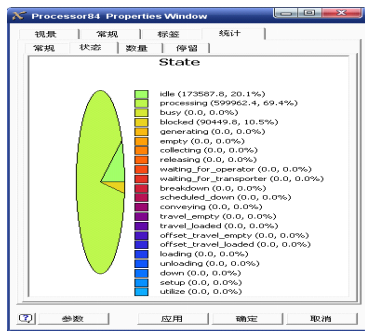 Processor84 Properties Window
视景 常规 标签 统计
常规 状态 数量 停留
State
idle (173587.8, 20.1%)
processing (599962.4, 69.4%)
busy (0.0, 0.0%)
blocked (90449.8, 10.5%)
generating (0.0, 0.0%)
empty (0.0, 0.0%)
collecting (0.0, 0.0%)
releasing (0.0, 0.0%)
waiting_for_operator (0.0, 0.0%)
waiting_for_transporter (0.0, 0.0%)
breakdown (0.0, 0.0%)
scheduled_down (0.0, 0.0%)
conveying (0.0, 0.0%)
travel_empty (0.0, 0.0%)
travel_loaded (0.0, 0.0%)
offset_travel_empty (0.0, 0.0%)
offset_travel_loaded (0.0, 0.0%)
loading (0.0, 0.0%)
unloading (0.0, 0.0%)
down (0.0, 0.0%)
setup (0.0, 0.0%)
utilize (0.0, 0.0%)
参数 应用 确定 取消